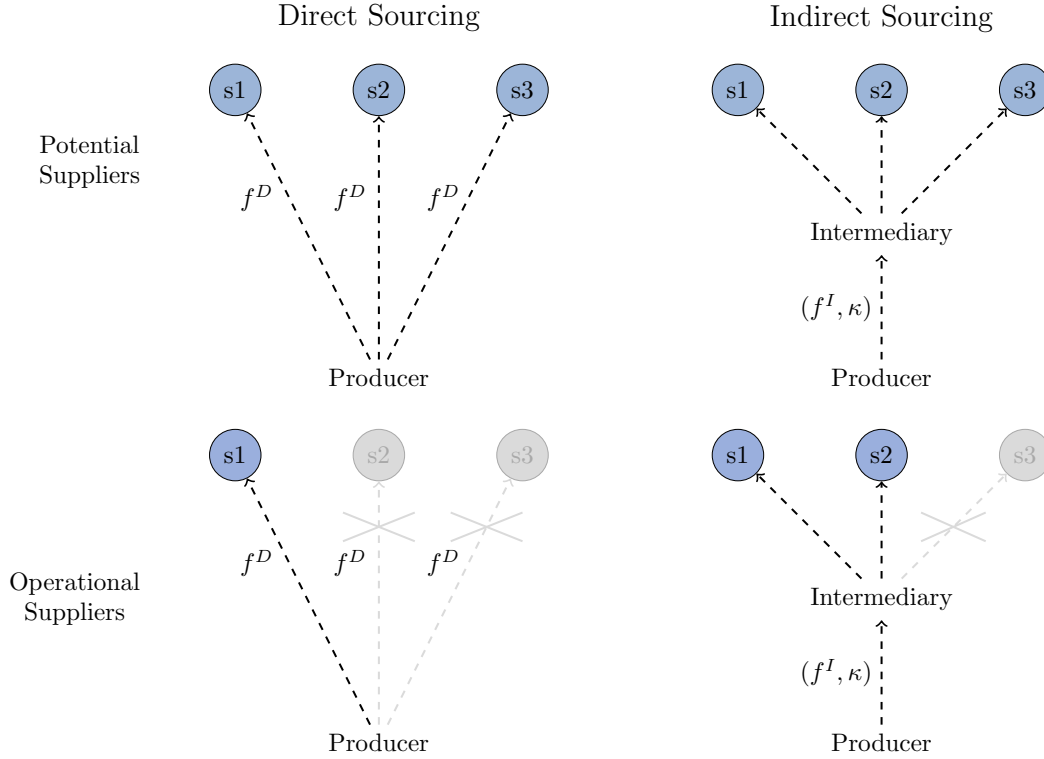 Direct Sourcing
Indirect Sourcing
s1 s2 s3
s1 s2 s3
Potential
Suppliers
f^D f^D f^D
Intermediary
(f^I, κ)
Producer
Producer
s1 s2 s3
s1 s2 s3
f^D f^D f^D
Operational
Suppliers
Intermediary
(f^I, κ)
Producer
Producer